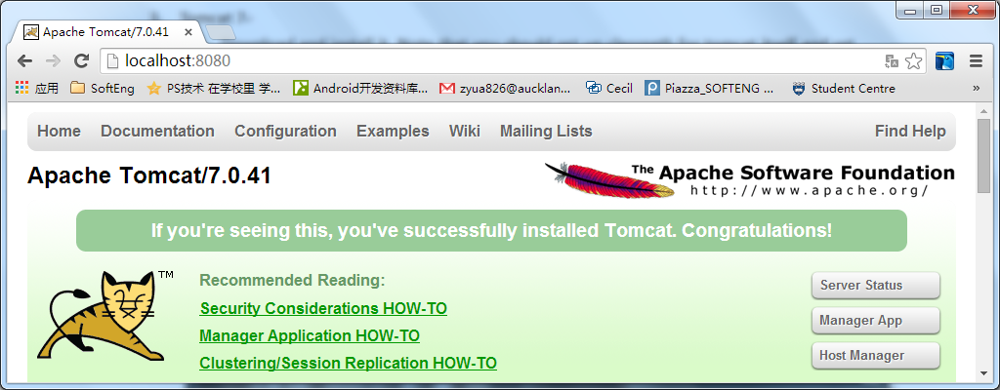 Apache Tomcat/7.0.41
localhost:8080
应用 SoftEng PS技术 在学校里 学... Android开发资料库... zyua826@aucklan... Cecil Piazza_SOFTENG ... Student Centre »
Home Documentation Configuration Examples Wiki Mailing Lists Find Help
Apache Tomcat/7.0.41
The Apache Software Foundation
http://www.apache.org/
If you're seeing this, you've successfully installed Tomcat. Congratulations!
TM
Recommended Reading:
Security Considerations HOW-TO
Manager Application HOW-TO
Clustering/Session Replication HOW-TO
Server Status
Manager App
Host Manager